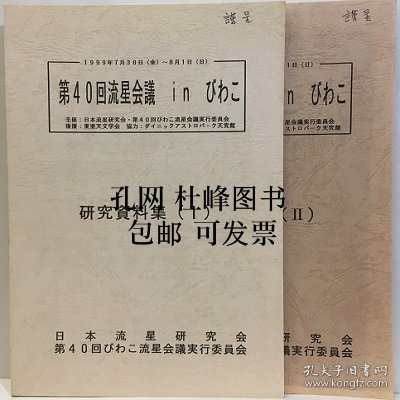 謹呈
1999年7月30日(金)~8月1日(日)
第40回流星会議 in びわこ
主催:日本流星研究会・第40回びわこ流星会議実行委員会
後援:東亜天文学会 協力:ダイニックアストロパーク天究館
研究資料集(Ⅰ)
日本流星研究会
第40回びわこ流星会議実行委員会
謹呈
1日(日)
n びわこ
議実行委員会
ストロパーク天究館
(Ⅱ)
研究会
議実行委員会
孔网 杜峰图书
包邮 可发票
孔夫子旧书网
www.kongfz.com